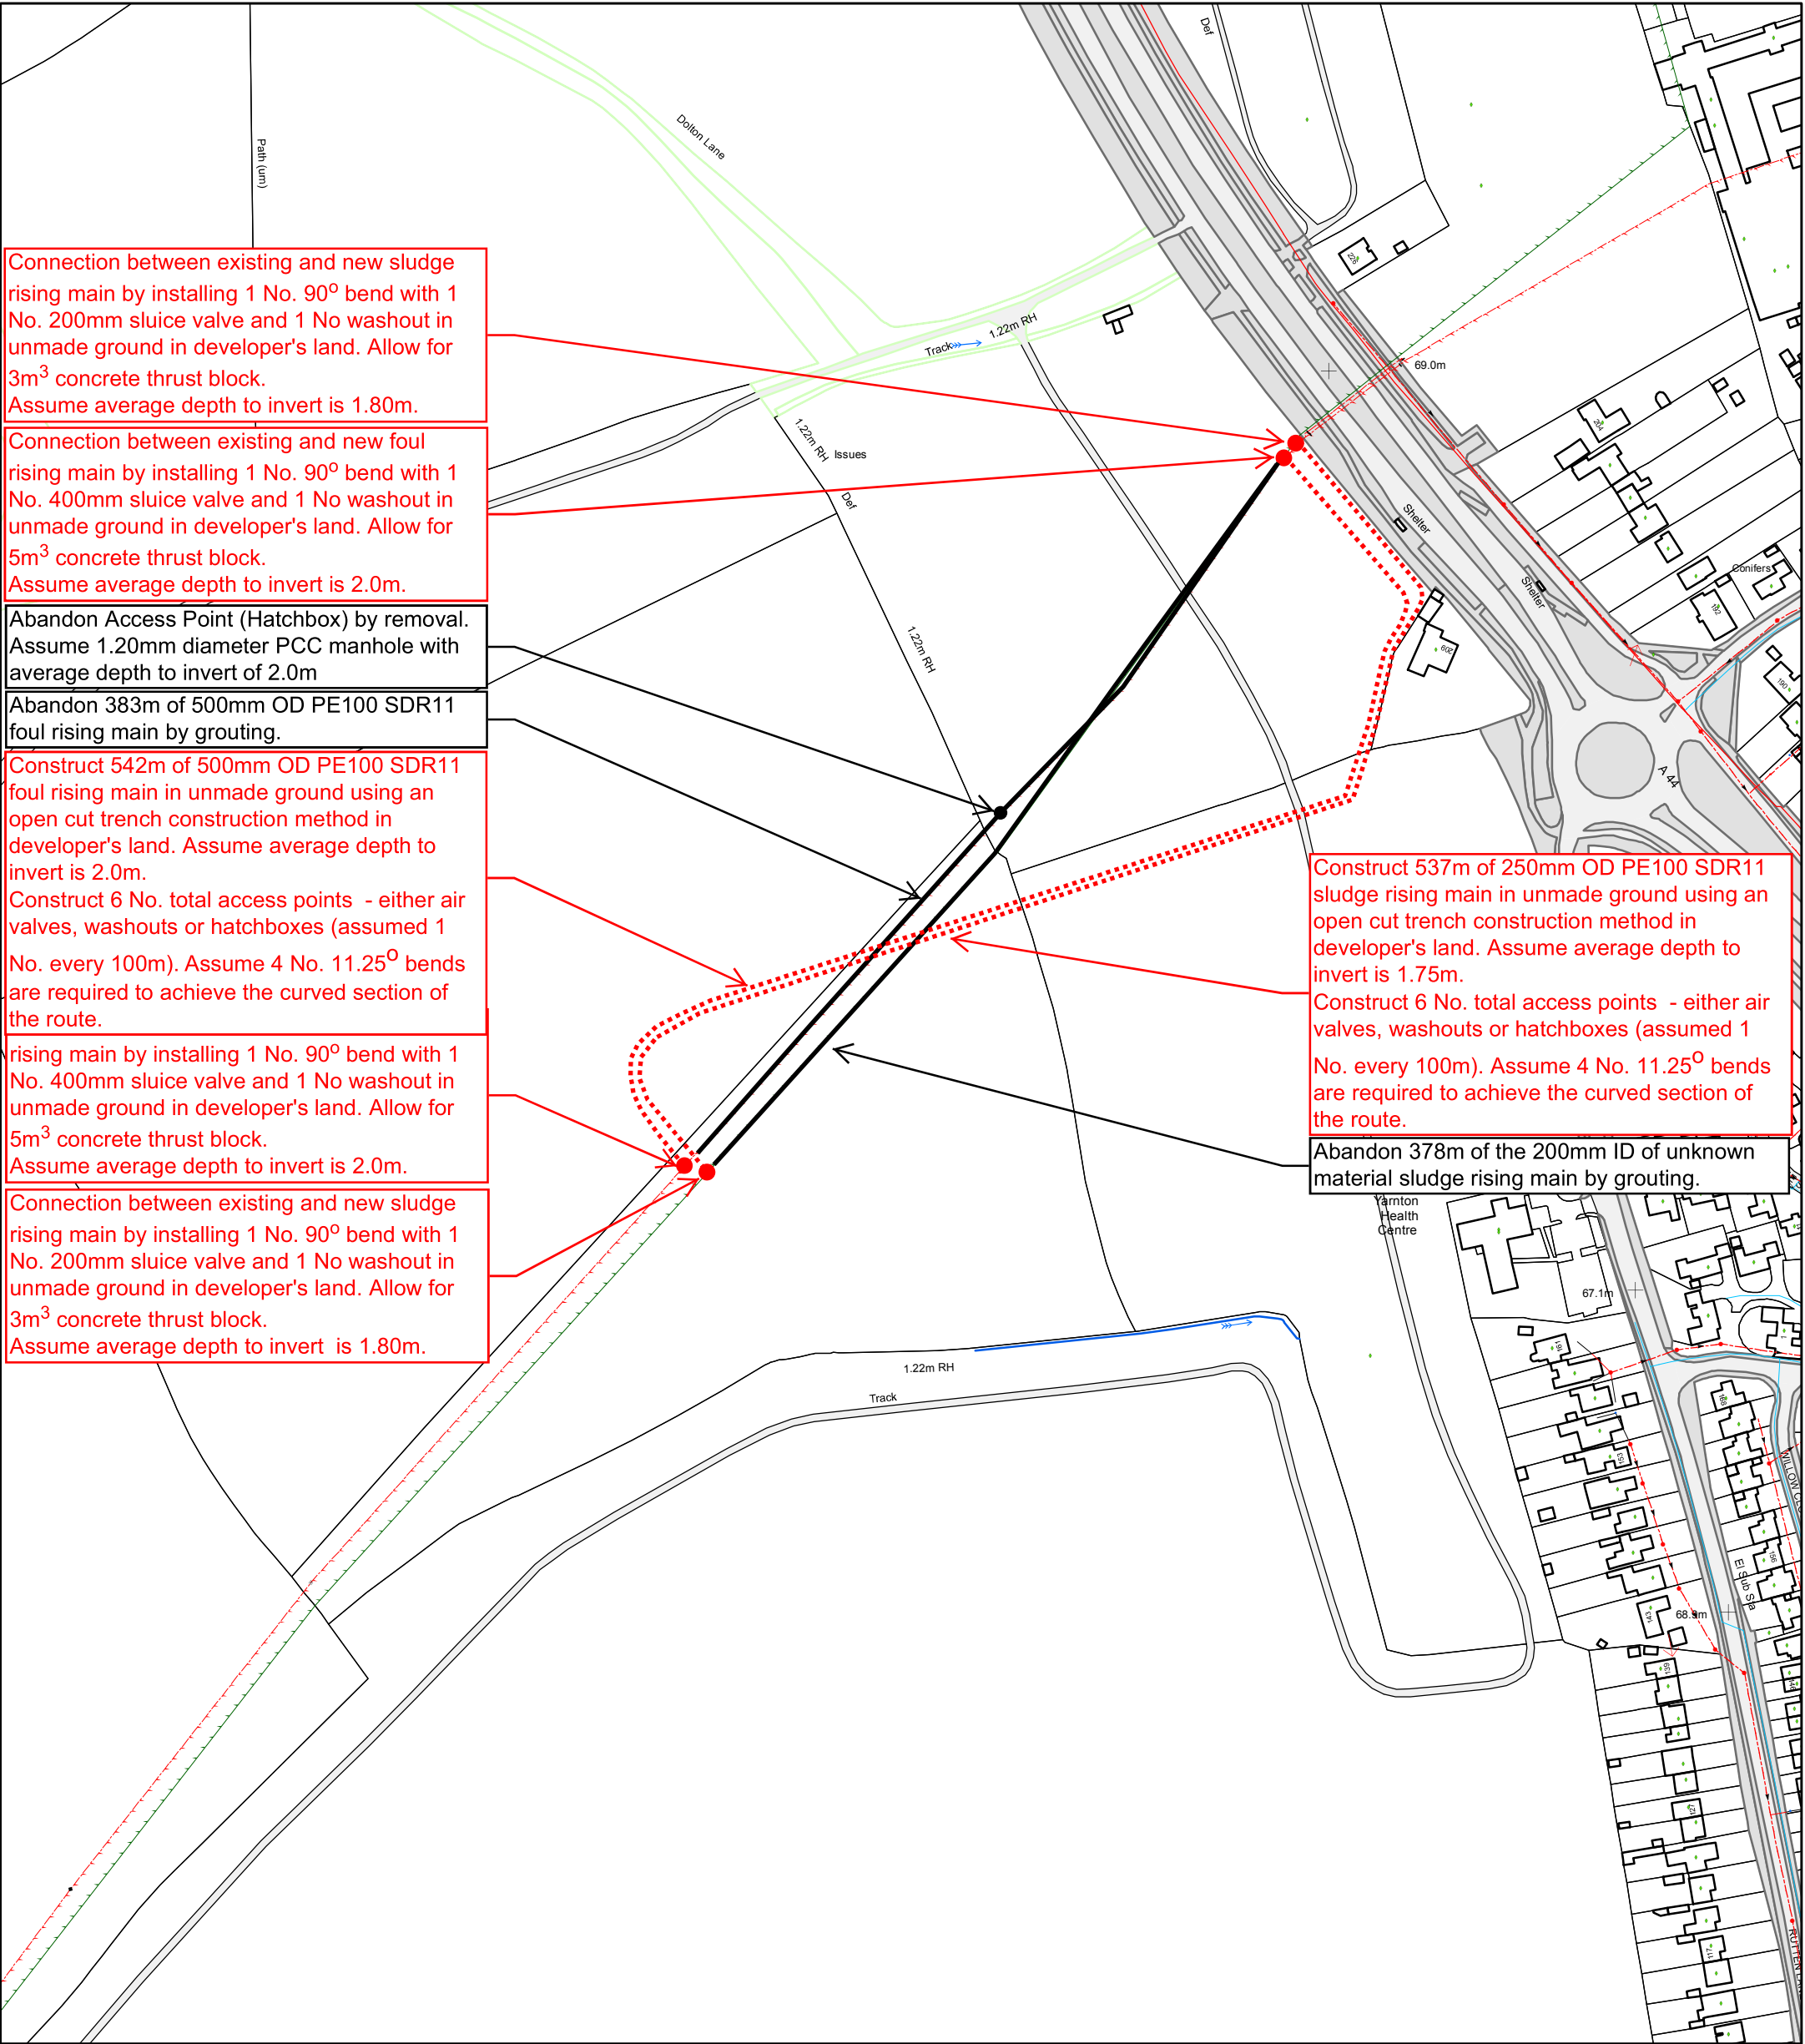 Connection between existing and new sludge
rising main by installing 1 No. 90o bend with 1
No. 200mm sluice valve and 1 No washout in
unmade ground in developer's land. Allow for
3m3 concrete thrust block.
Assume average depth to invert is 1.80m.
Connection between existing and new foul
rising main by installing 1 No. 90o bend with 1
No. 400mm sluice valve and 1 No washout in
unmade ground in developer's land. Allow for
5m3 concrete thrust block.
Assume average depth to invert is 2.0m.
Abandon Access Point (Hatchbox) by removal.
Assume 1.20mm diameter PCC manhole with
average depth to invert of 2.0m
Abandon 383m of 500mm OD PE100 SDR11
foul rising main by grouting.
Construct 542m of 500mm OD PE100 SDR11
foul rising main in unmade ground using an
open cut trench construction method in
developer's land. Assume average depth to
invert is 2.0m.
Construct 6 No. total access points  - either air
valves, washouts or hatchboxes (assumed 1
No. every 100m). Assume 4 No. 11.25o bends
are required to achieve the curved section of
the route.
rising main by installing 1 No. 90o bend with 1
No. 400mm sluice valve and 1 No washout in
unmade ground in developer's land. Allow for
5m3 concrete thrust block.
Assume average depth to invert is 2.0m.
Connection between existing and new sludge
rising main by installing 1 No. 90o bend with 1
No. 200mm sluice valve and 1 No washout in
unmade ground in developer's land. Allow for
3m3 concrete thrust block.
Assume average depth to invert  is 1.80m.
Construct 537m of 250mm OD PE100 SDR11
sludge rising main in unmade ground using an
open cut trench construction method in
developer's land. Assume average depth to
invert is 1.75m.
Construct 6 No. total access points  - either air
valves, washouts or hatchboxes (assumed 1
No. every 100m). Assume 4 No. 11.25o bends
are required to achieve the curved section of
the route.
Abandon 378m of the 200mm ID of unknown
material sludge rising main by grouting.
Path (um)
Dolton Lane
Def
226
Track
1.22m RH
69.0m
1.22m RH
Issues
Def
1.22m RH
204
Shelter
Shelter
Conifers
192
209
190
A 44
Yarnton
Health
Centre
67.1m
1
161
1.22m RH
Track
168
153
WILLOW
156
El Sub Sta
143
68.9m
139
146
127
117